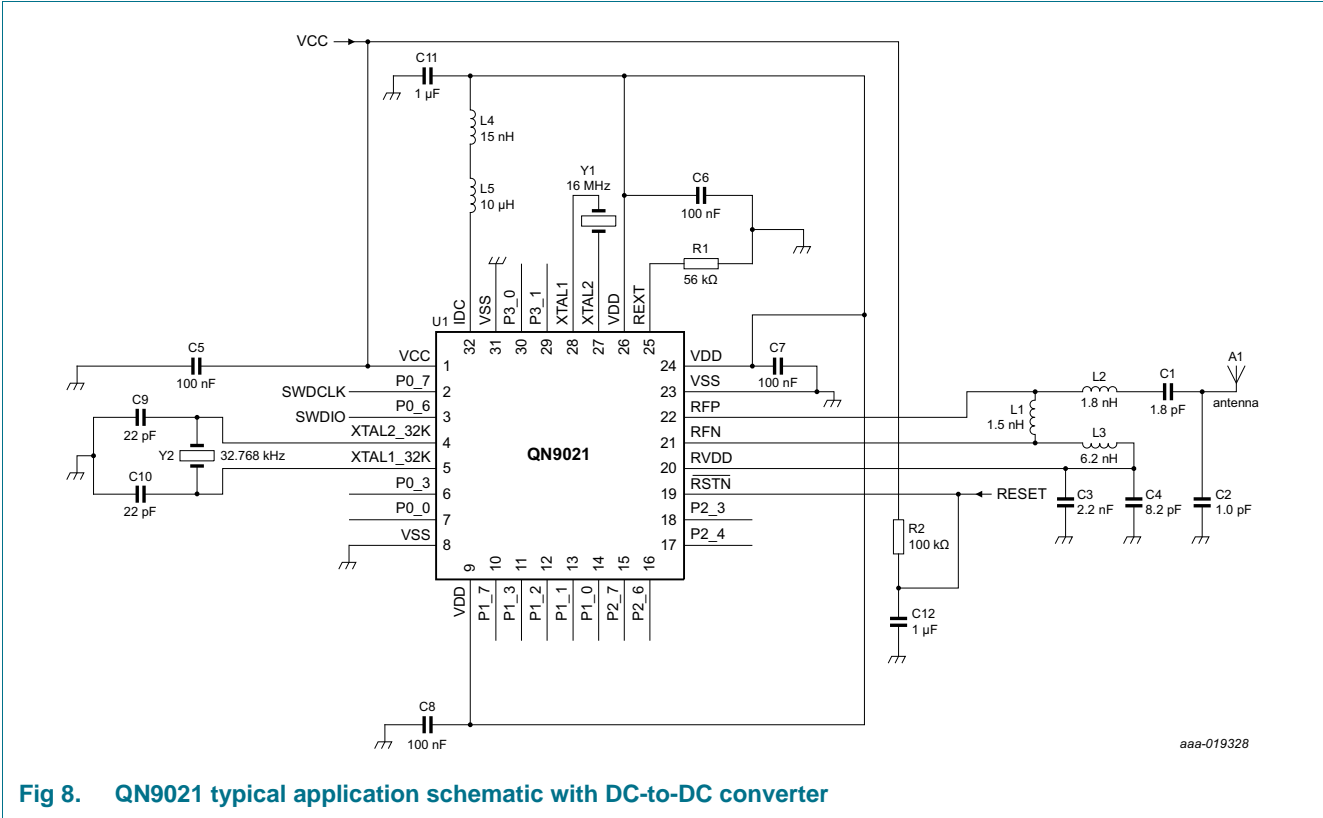 VCC
C11
1 µF
L4
15 nH
L5
10 µH
Y1
16 MHz
C6
100 nF
R1
56 kΩ
U1
IDC
VSS
P3_0
P3_1
XTAL1
XTAL2
VDD
REXT
32
31
30
29
28
27
26
25
C5
100 nF
VCC
1
SWDCLK
P0_7
2
SWDIO
P0_6
3
C9
22 pF
XTAL2_32K
4
Y2
32.768 kHz
XTAL1_32K
5
C10
22 pF
P0_3
6
P0_0
7
VSS
8
QN9021
VDD
24
C7
100 nF
VSS
23
RFP
22
RFN
21
RVDD
20
RSTN
19
RESET
18
P2_3
17
P2_4
L1
1.5 nH
L2
1.8 nH
C1
1.8 pF
A1
antenna
L3
6.2 nH
C3
2.2 nF
C4
8.2 pF
C2
1.0 pF
R2
100 kΩ
C12
1 µF
9
10
11
12
13
14
15
16
VDD
P1_7
P1_3
P1_2
P1_1
P1_0
P2_7
P2_6
C8
100 nF
aaa-019328
Fig 8. QN9021 typical application schematic with DC-to-DC converter